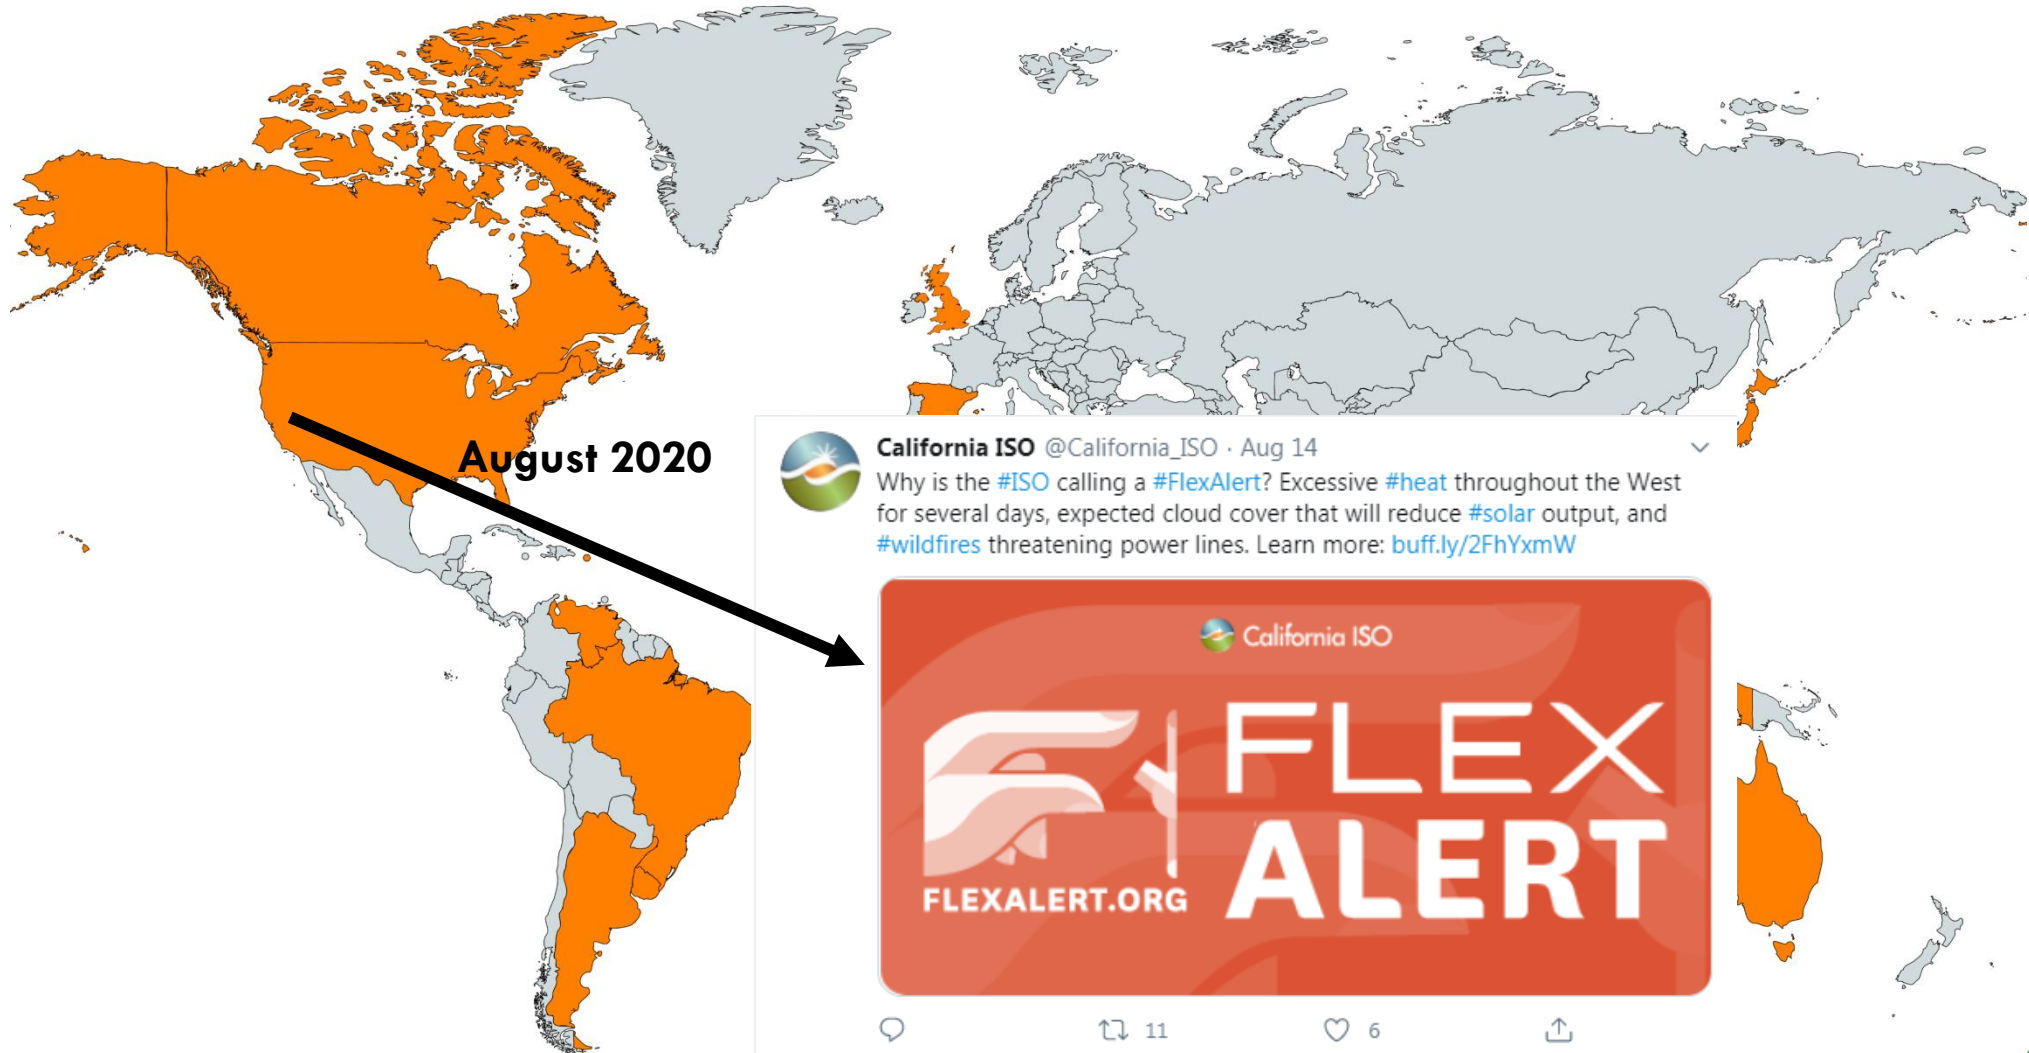 August 2020
California ISO @California_ISO · Aug 14
Why is the #ISO calling a #FlexAlert? Excessive #heat throughout the West
for several days, expected cloud cover that will reduce #solar output, and
#wildfires threatening power lines. Learn more: buff.ly/2FhYxmW
California ISO
FLEX
ALERT
FLEXALERT.ORG
11 6